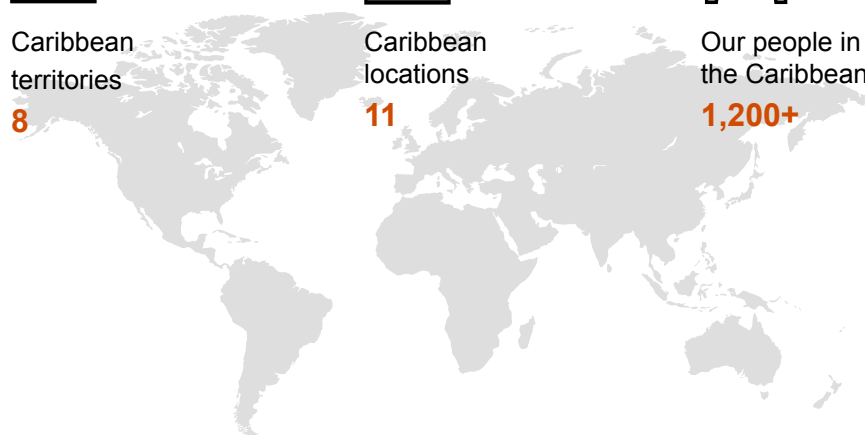 Caribbean
territories
8
Caribbean
locations
11
Our people in
the Caribbean
1,200+